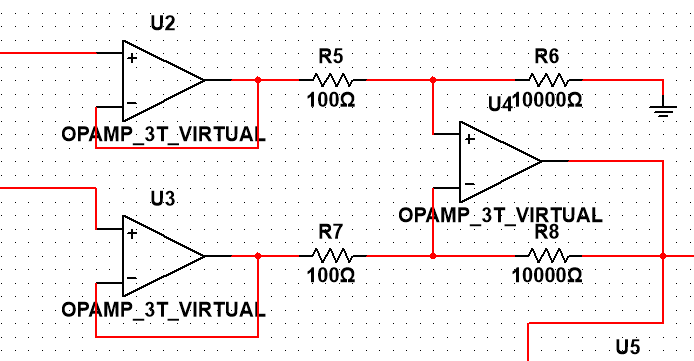 U2
R5
R6
100Ω
U4
10000Ω
OPAMP_3T_VIRTUAL
U3
OPAMP_3T_VIRTUAL
R7
R8
100Ω
10000Ω
OPAMP_3T_VIRTUAL
U5